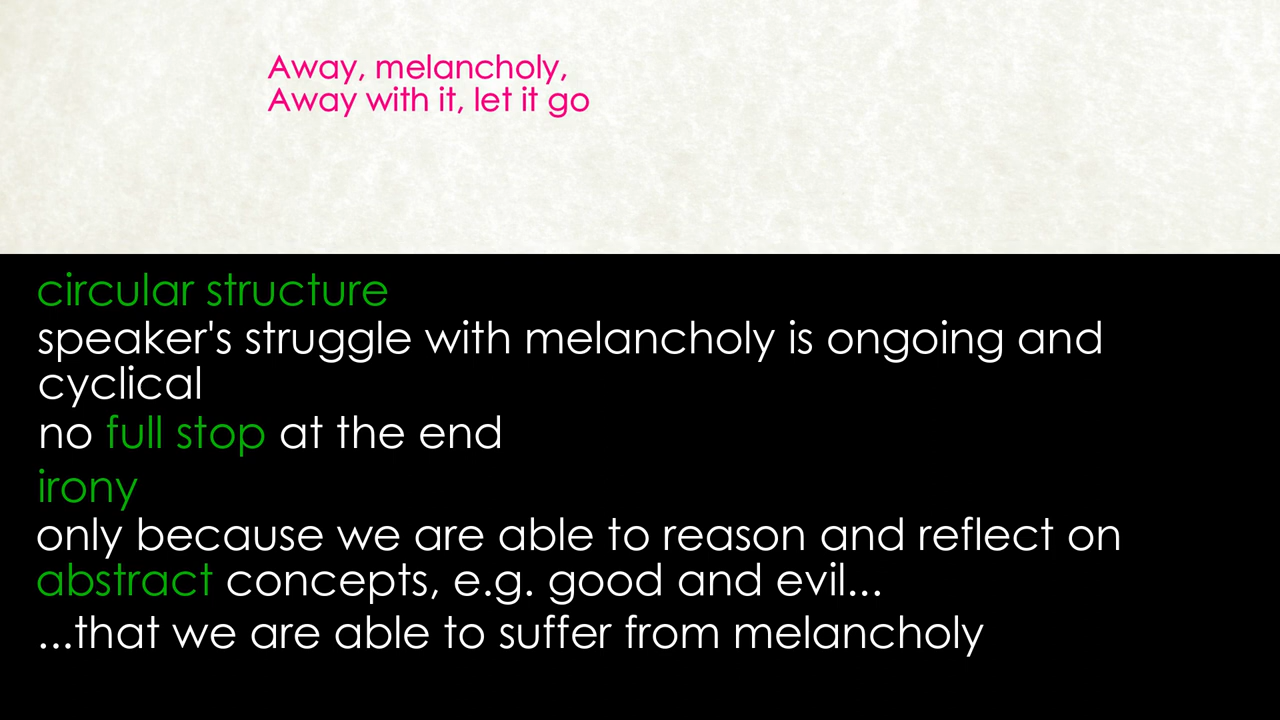 Away, melancholy,
Away with it, let it go
circular structure
speaker's struggle with melancholy is ongoing and
cyclical
no full stop at the end
irony
only because we are able to reason and reflect on
abstract concepts, e.g. good and evil...
...that we are able to suffer from melancholy